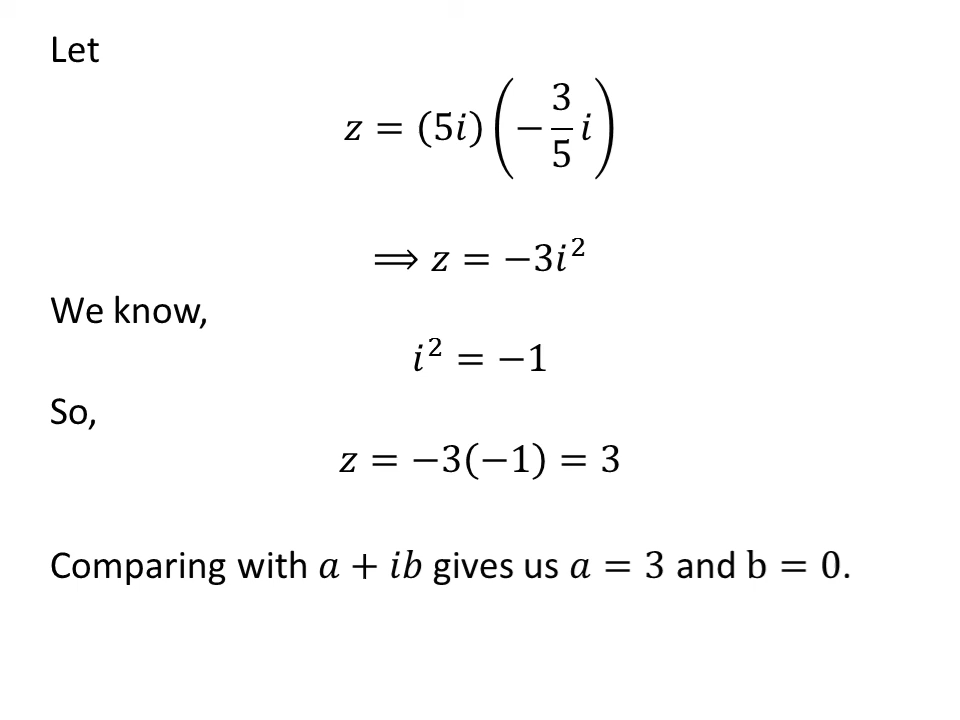 Let
z = (5i)(−3/5 i)
⟹ z = −3i²
We know,
i² = −1
So,
z = −3(−1) = 3
Comparing with a + ib gives us a = 3 and b = 0.